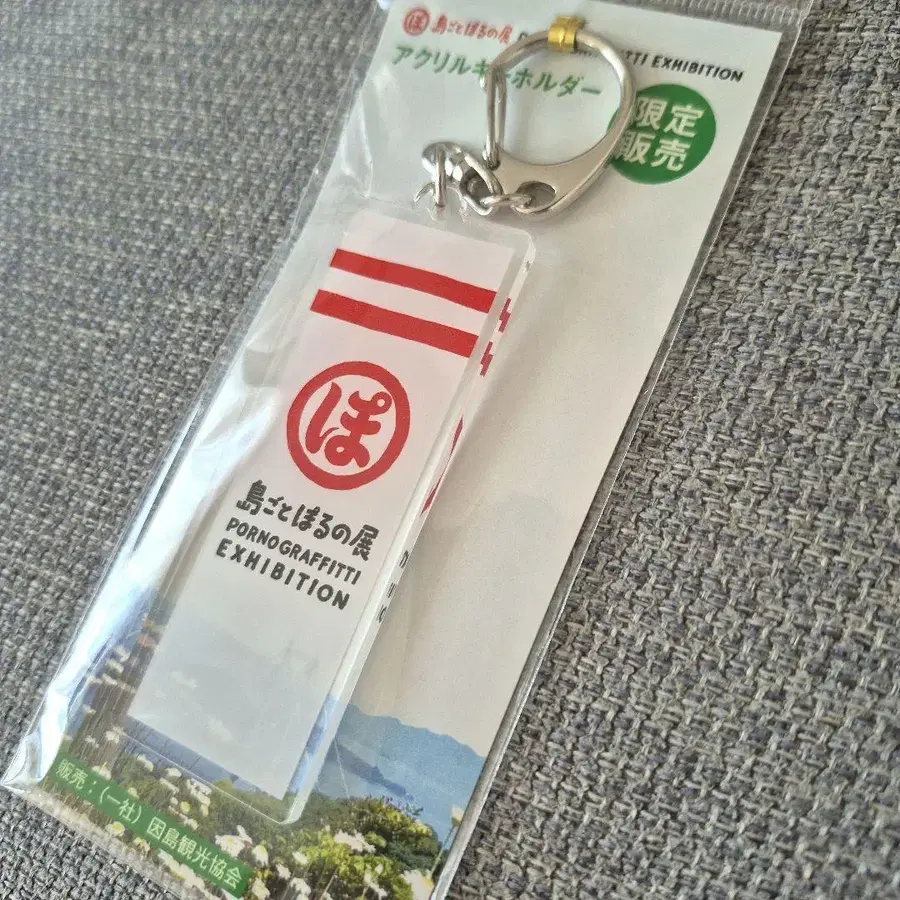 ぽ 島ごとぽるの展 P
TTI EXHIBITION
アクリルキーホルダー
限定
販売
ぽ
島ごとぽるの展
PORNOGRAFFITTI
EXHIBITION
販売：（一社）因島観光協会